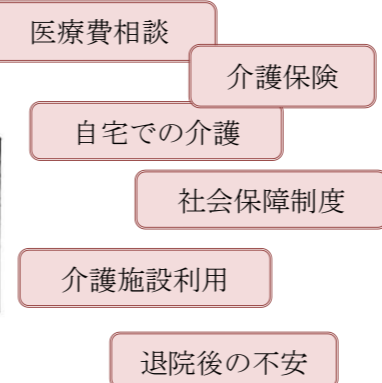 医療費相談
介護保険
自宅での介護
社会保障制度
介護施設利用
退院後の不安